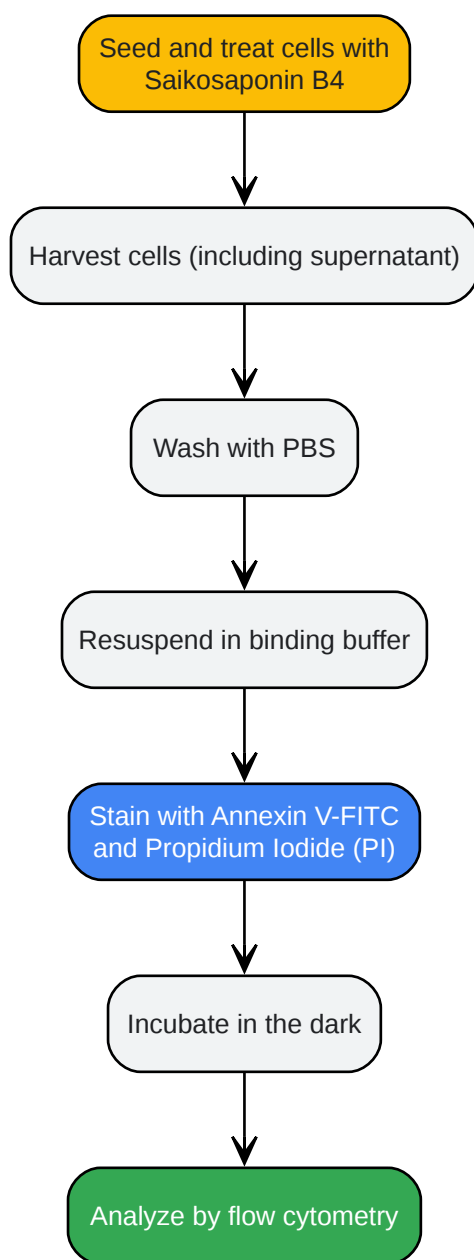 Seed and treat cells with
Saikosaponin B4
Harvest cells (including supernatant)
Wash with PBS
Resuspend in binding buffer
Stain with Annexin V-FITC
and Propidium Iodide (PI)
Incubate in the dark
Analyze by flow cytometry